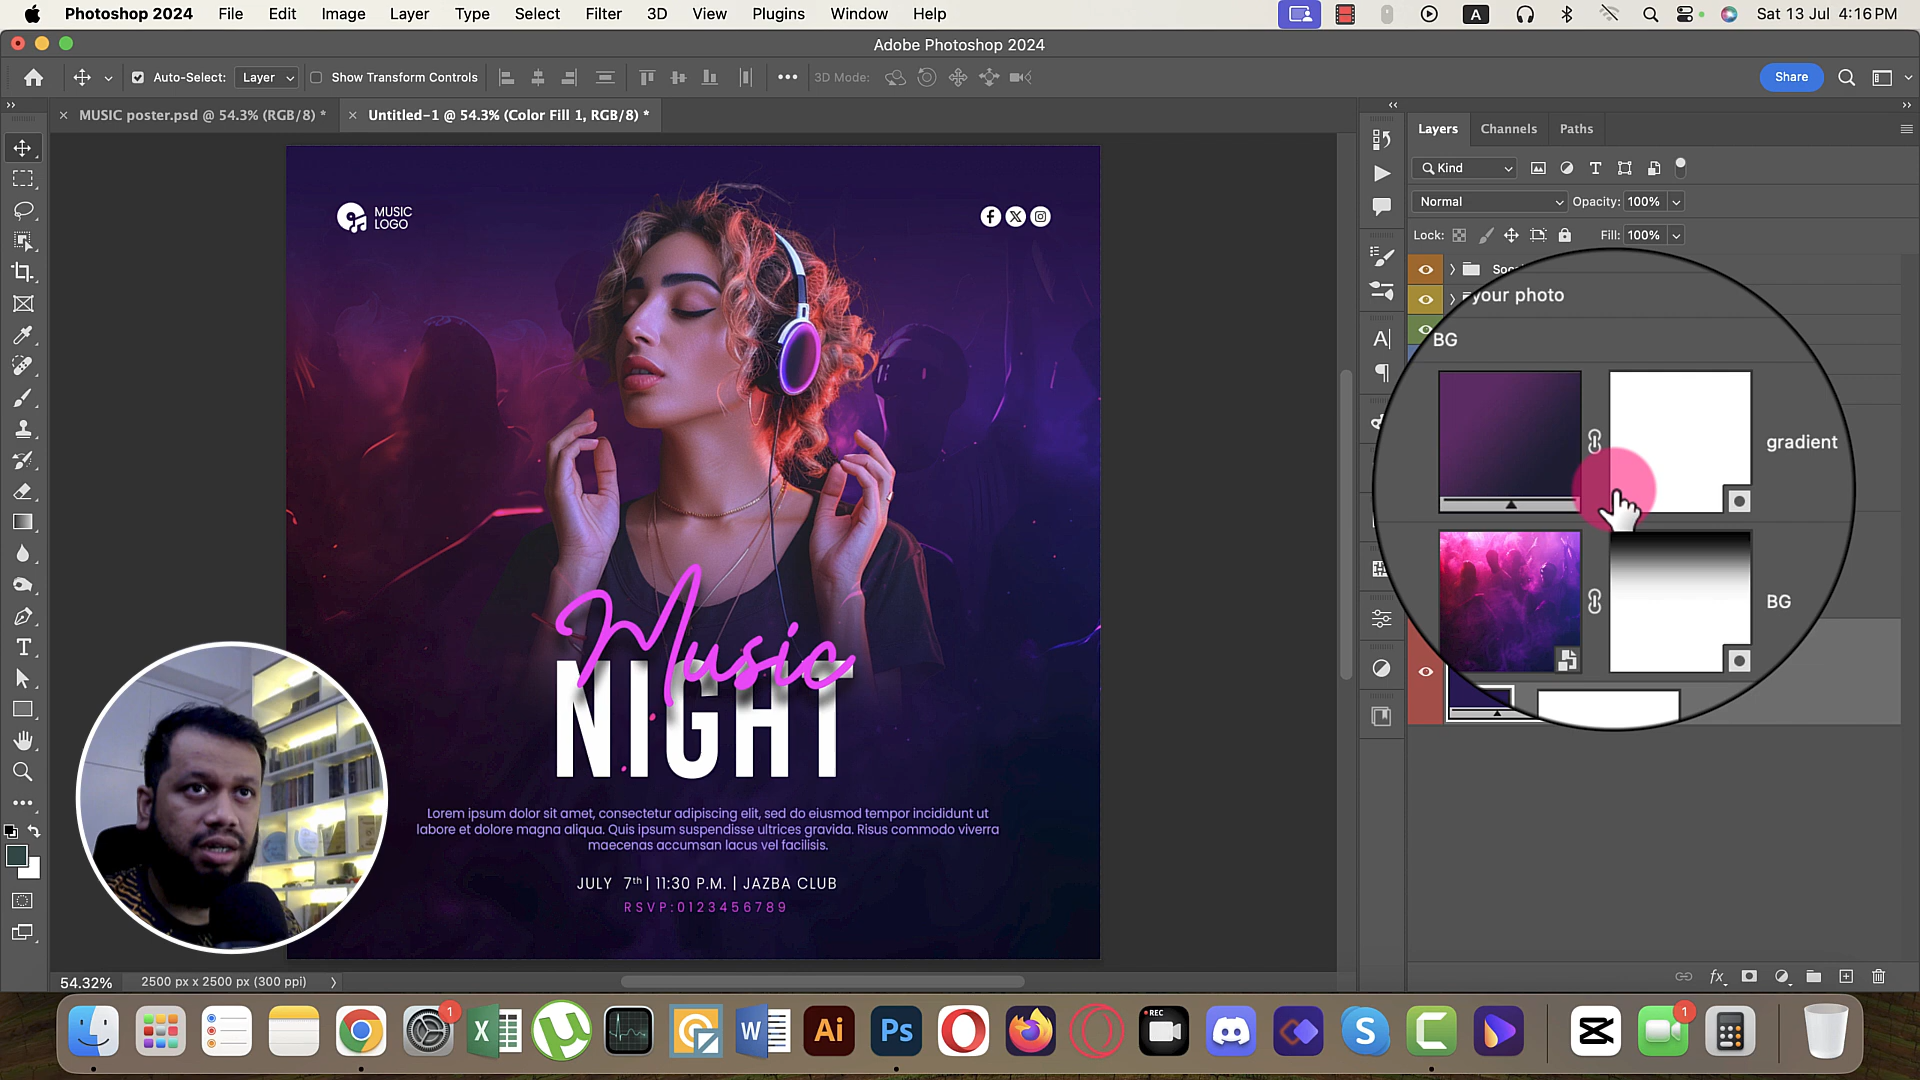 Photoshop 2024 File Edit Image Layer Type Select Filter 3D View Plugins Window Help A Sat 13 Jul 4:16 PM
Adobe Photoshop 2024
Auto-Select: Layer Show Transform Controls 3D Mode: Share
MUSIC poster.psd @ 54.3% (RGB/8) * Untitled-1 @ 54.3% (Color Fill 1, RGB/8) *
Layers Channels Paths
Kind
Normal Opacity: 100%
Lock: Fill: 100%
your photo
BG
gradient
BG
MUSIC
LOGO
Music
NIGHT
Lorem ipsum dolor sit amet, consectetur adipiscing elit, sed do eiusmod tempor incididunt ut
labore et dolore magna aliqua. Quis ipsum suspendisse ultrices gravida. Risus commodo viverra
maecenas accumsan lacus vel facilisis.
JULY 7th | 11:30 P.M. | JAZBA CLUB
RSVP:0123456789
54.32% 2500 px x 2500 px (300 ppi)
fx
1 X W Ai Ps REC S C 1